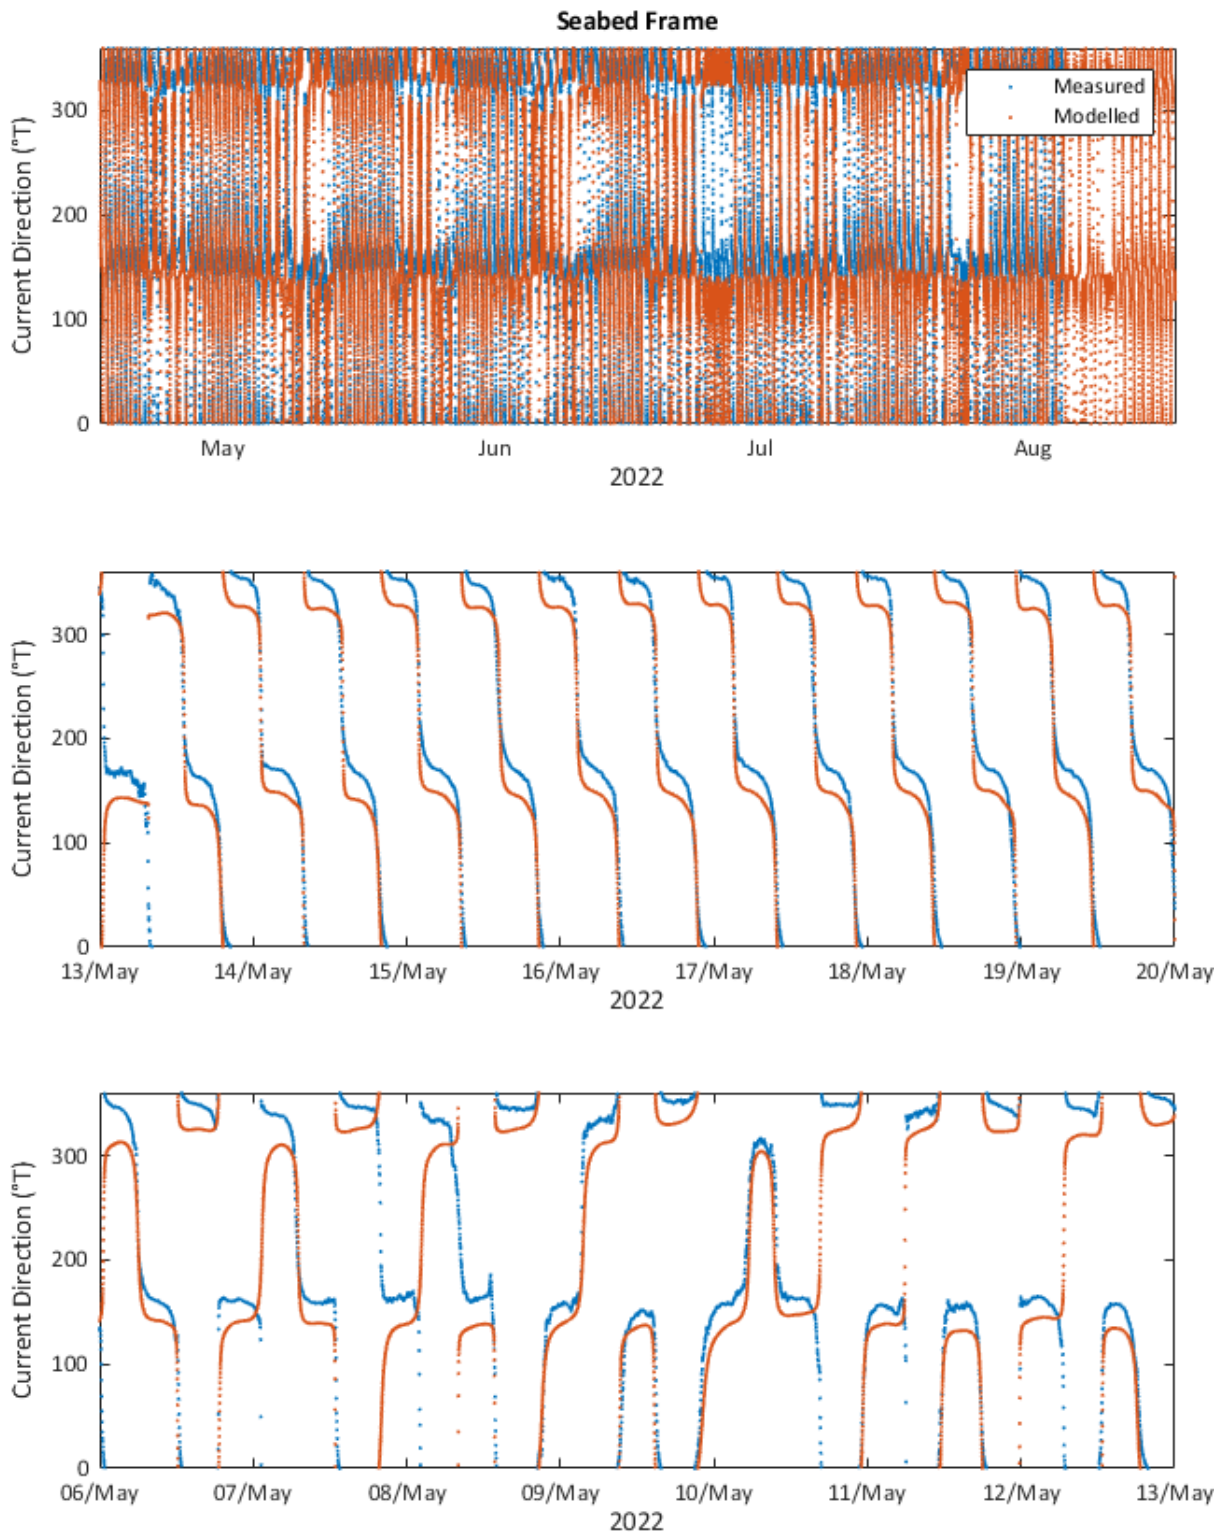 Seabed Frame
Current Direction (°T)
300
200
100
0
Measured
Modelled
May Jun Jul Aug
2022
Current Direction (°T)
300
200
100
0
13/May 14/May 15/May 16/May 17/May 18/May 19/May 20/May
2022
Current Direction (°T)
300
200
100
0
06/May 07/May 08/May 09/May 10/May 11/May 12/May 13/May
2022